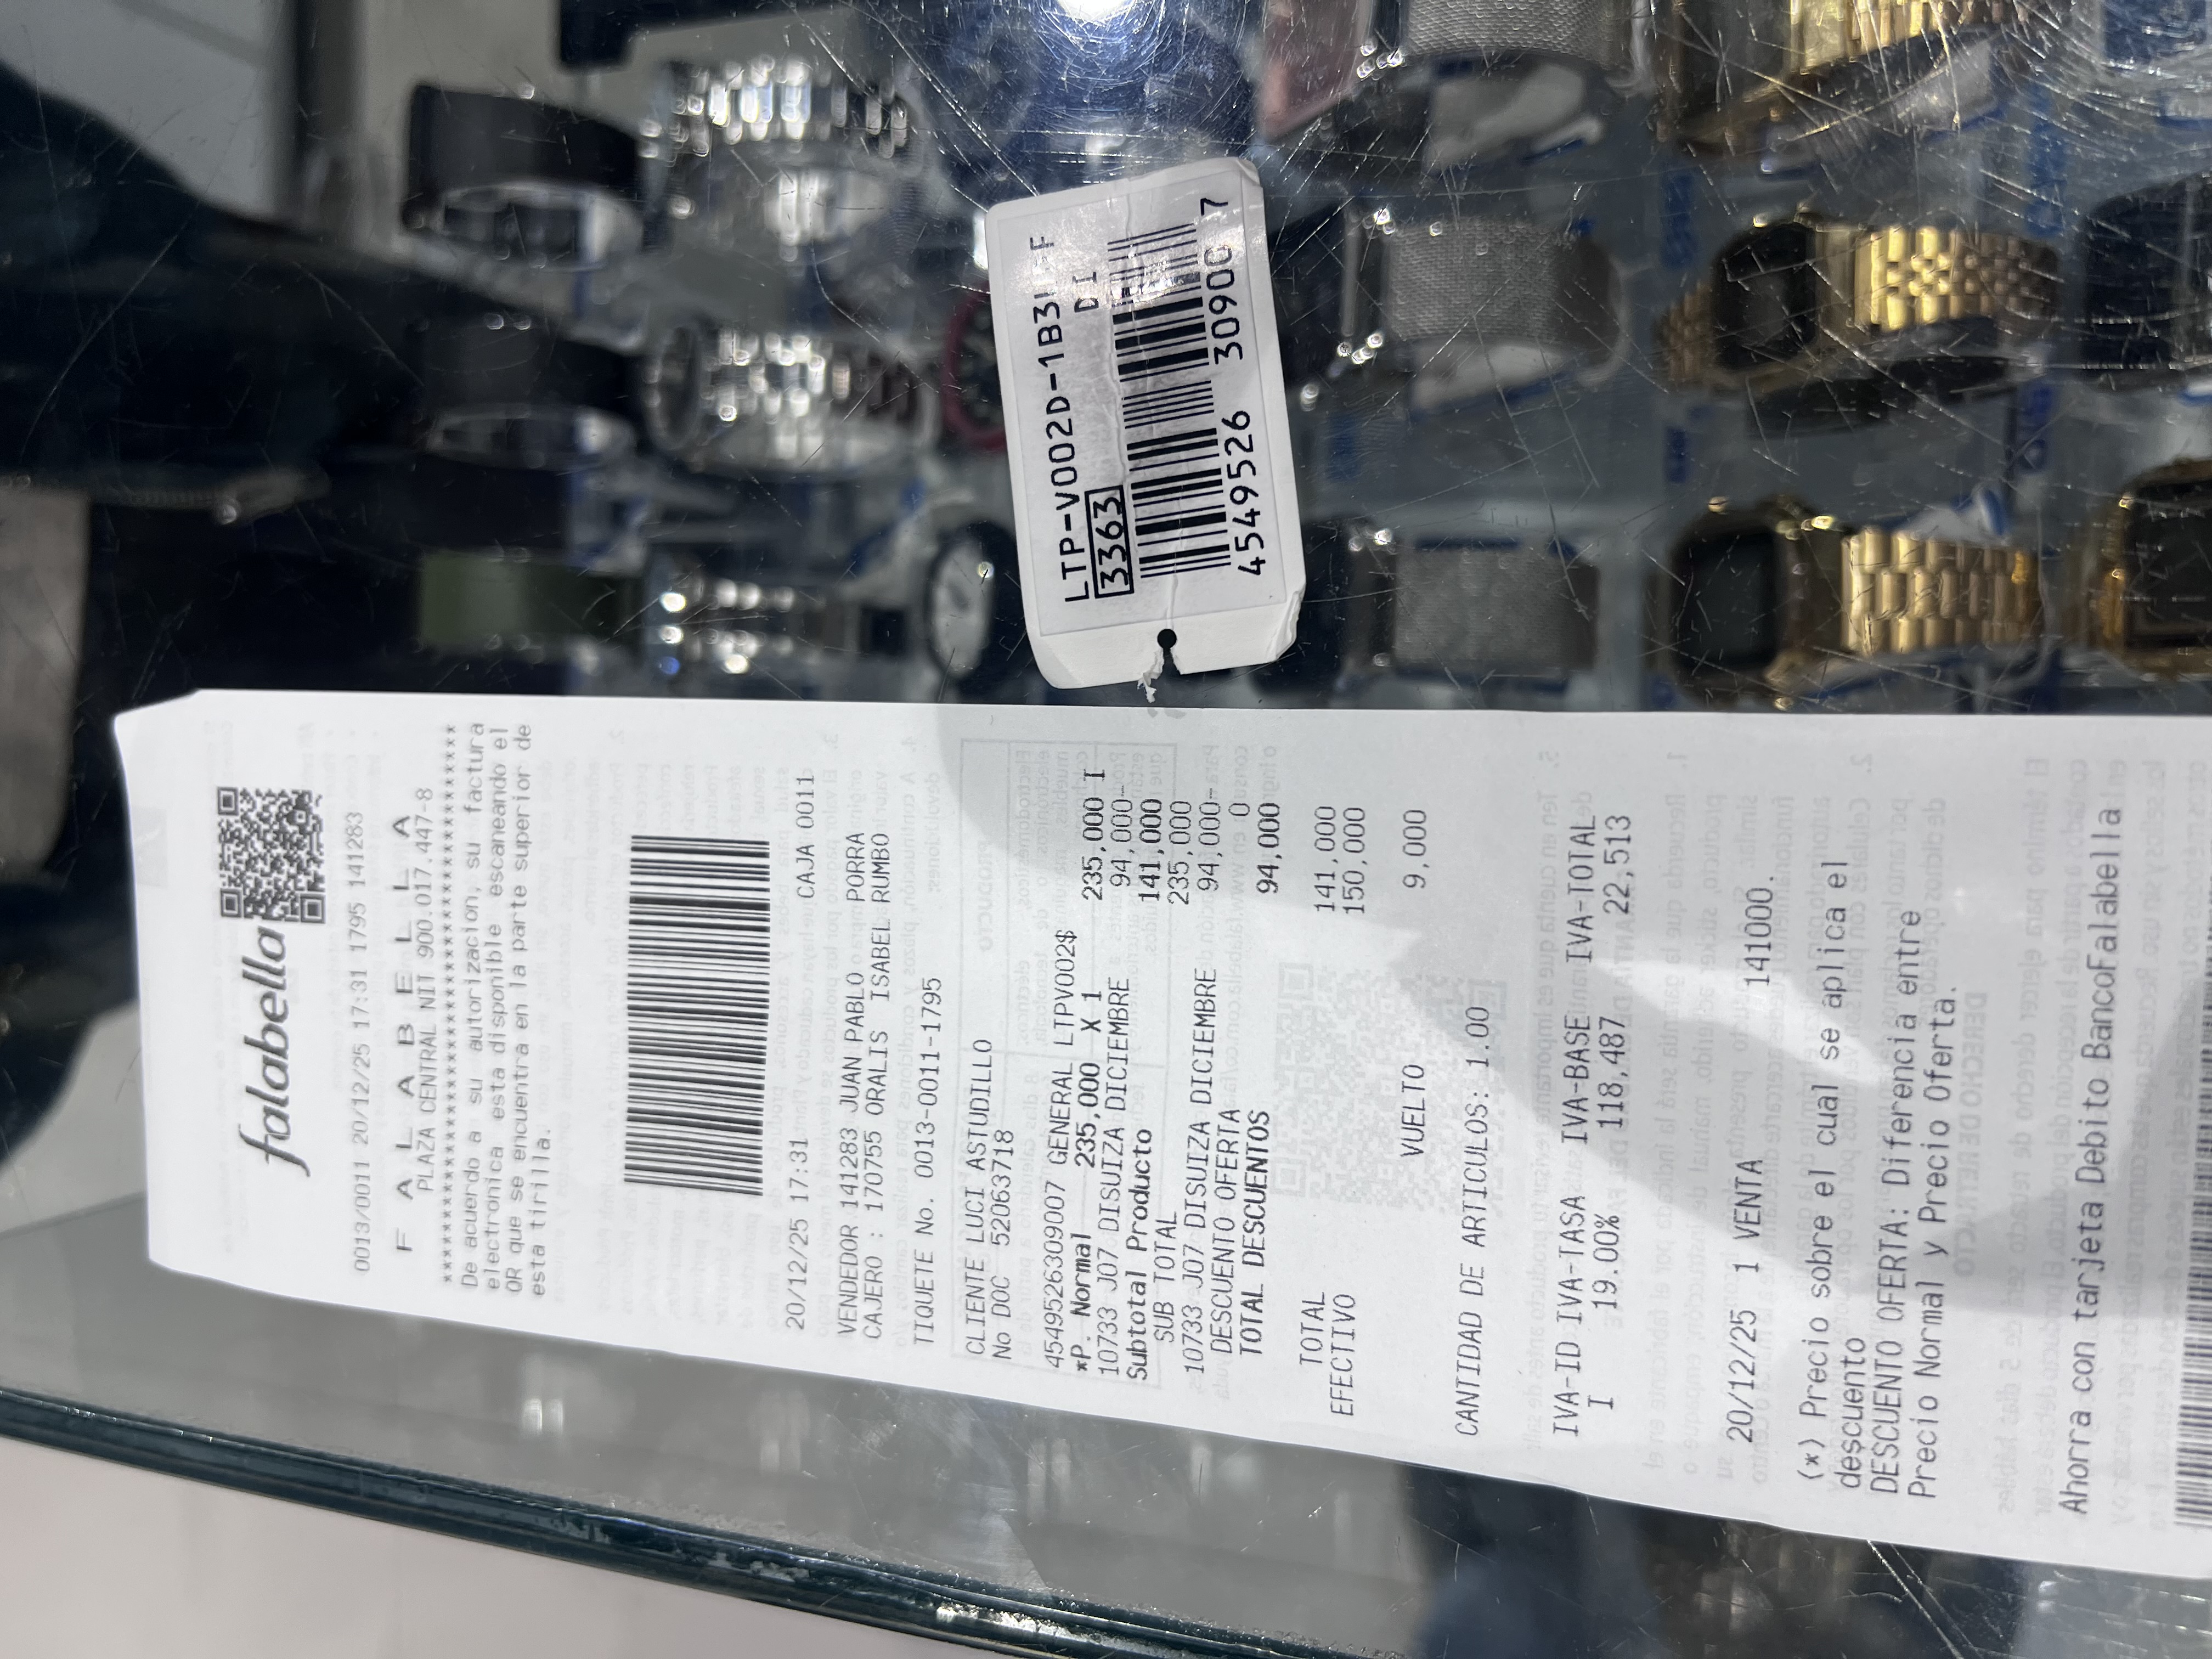 falabella
0013/0011 20/12/25 17:31 1795 141283
F A L A B E L L A
PLAZA CENTRAL NIT 900.017.447-8
****************************************
De acuerdo a su autorizacion, su factura
electronica esta disponible escaneando el
QR que se encuentra en la parte superior de
esta tirilla.
20/12/25 17:31 CAJA 0011
VENDEDOR 141283 JUAN PABLO PORRA
CAJERO : 170755 ORALIS ISABEL RUMBO
TIQUETE No. 0013-0011-1795
CLIENTE LUCI ASTUDILLO
No DOC 52063718
4549526309007 GENERAL LTPV002$
*P. Normal 235,000 X 1 235,000 I
10733 J07 DISUIZA DICIEMBRE 94,000-
Subtotal Producto 141,000
SUB TOTAL 235,000
10733 J07 DISUIZA DICIEMBRE 94,000-
DESCUENTO OFERTA 0
TOTAL DESCUENTOS 94,000
TOTAL 141,000
EFECTIVO 150,000
VUELTO 9,000
CANTIDAD DE ARTICULOS: 1.00
IVA-ID IVA-TASA IVA-BASE IVA-TOTAL
I 19.00% 118,487 22,513
20/12/25 1 VENTA 141000.
(*) Precio sobre el cual se aplica el
descuento
DESCUENTO OFERTA: Diferencia entre
Precio Normal y Precio Oferta.
Ahorra con tarjeta Debito BancoFalabella
LTP-V002D-1B3
3363 DI
4549526 309007